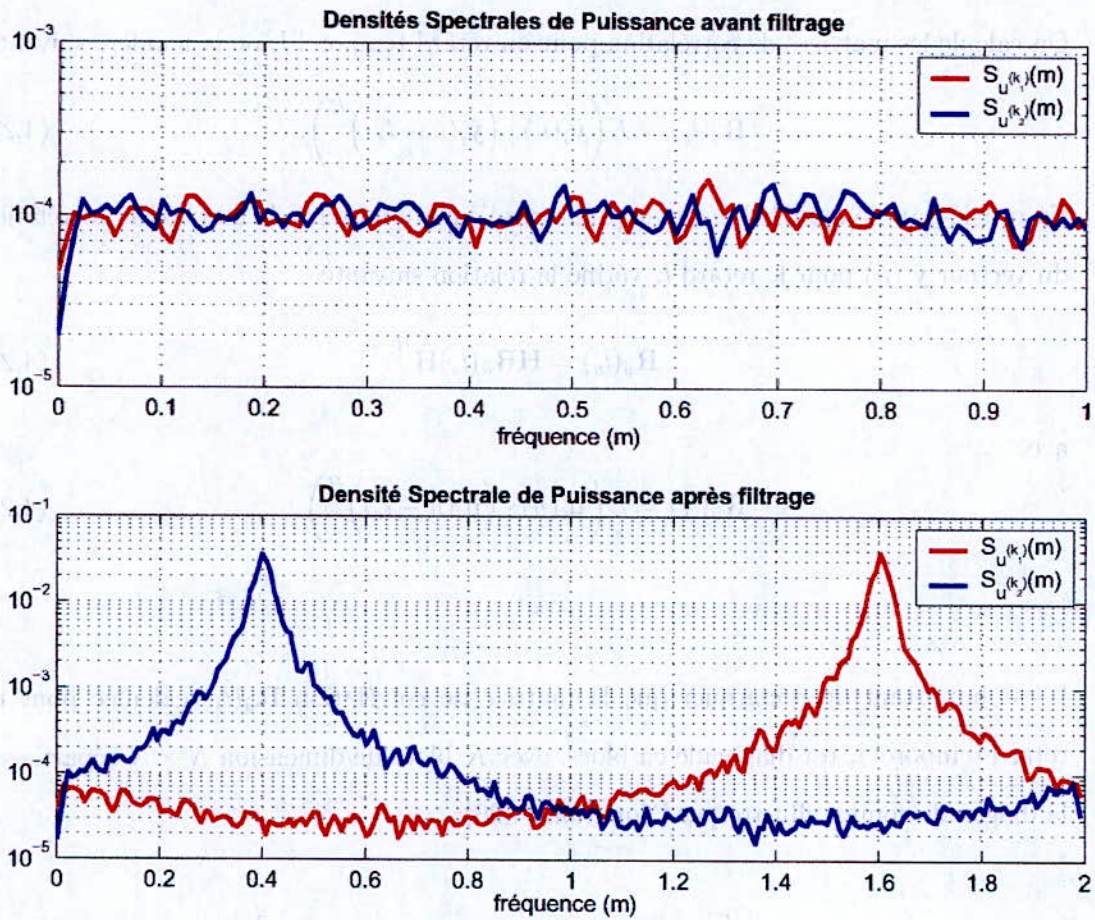 Densités Spectrales de Puissance avant filtrage
10⁻³
S_u^(k₁)(m)
S_u^(k₂)(m)
10⁻⁴
10⁻⁵
0 0.1 0.2 0.3 0.4 0.5 0.6 0.7 0.8 0.9 1
fréquence (m)
Densité Spectrale de Puissance après filtrage
10⁻¹
S_u^(k₁)(m)
S_u^(k₂)(m)
10⁻²
10⁻³
10⁻⁴
10⁻⁵
0 0.2 0.4 0.6 0.8 1 1.2 1.4 1.6 1.8 2
fréquence (m)